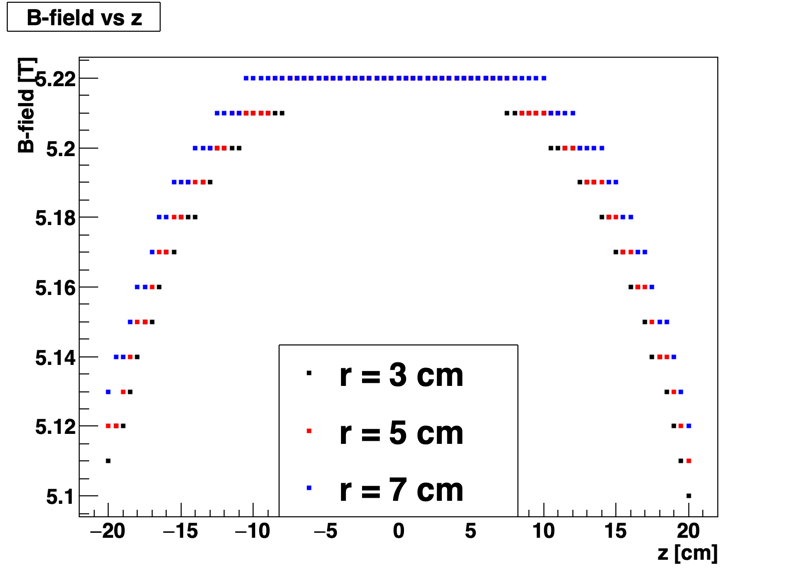 B-field vs z
B-field [T]
5.22
5.2
5.18
5.16
5.14
5.12
5.1
r = 3 cm
r = 5 cm
r = 7 cm
−20 −15 −10 −5 0 5 10 15 20
z [cm]